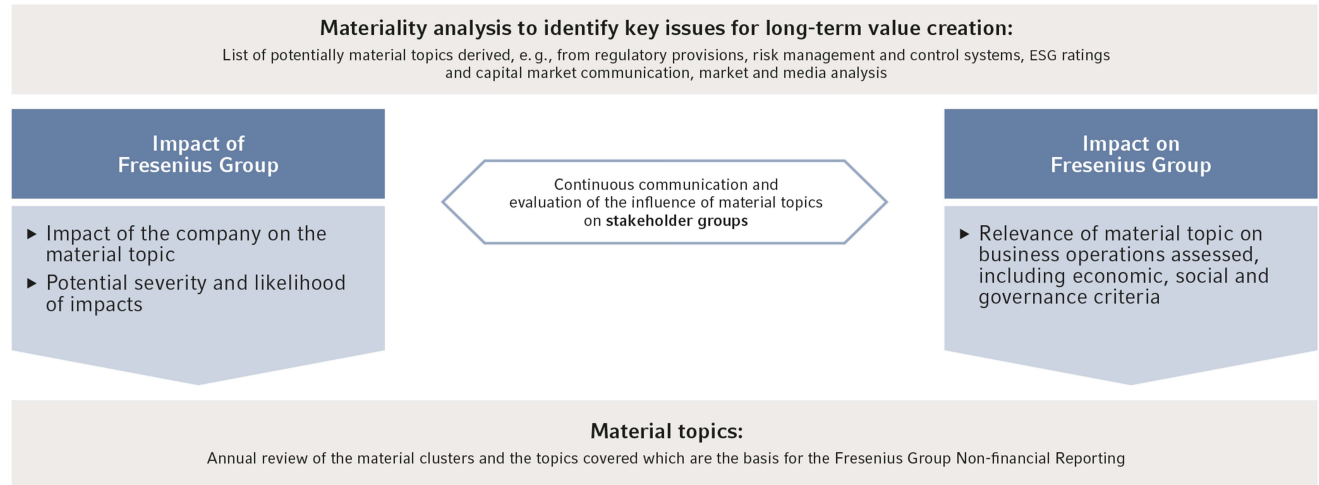 Materiality analysis to identify key issues for long-term value creation:
List of potentially material topics derived, e. g., from regulatory provisions, risk management and control systems, ESG ratings
and capital market communication, market and media analysis
Impact of
Fresenius Group
▶ Impact of the company on the
material topic
▶ Potential severity and likelihood
of impacts
Continuous communication and
evaluation of the influence of material topics
on stakeholder groups
Impact on
Fresenius Group
▶ Relevance of material topic on
business operations assessed,
including economic, social and
governance criteria
Material topics:
Annual review of the material clusters and the topics covered which are the basis for the Fresenius Group Non-financial Reporting